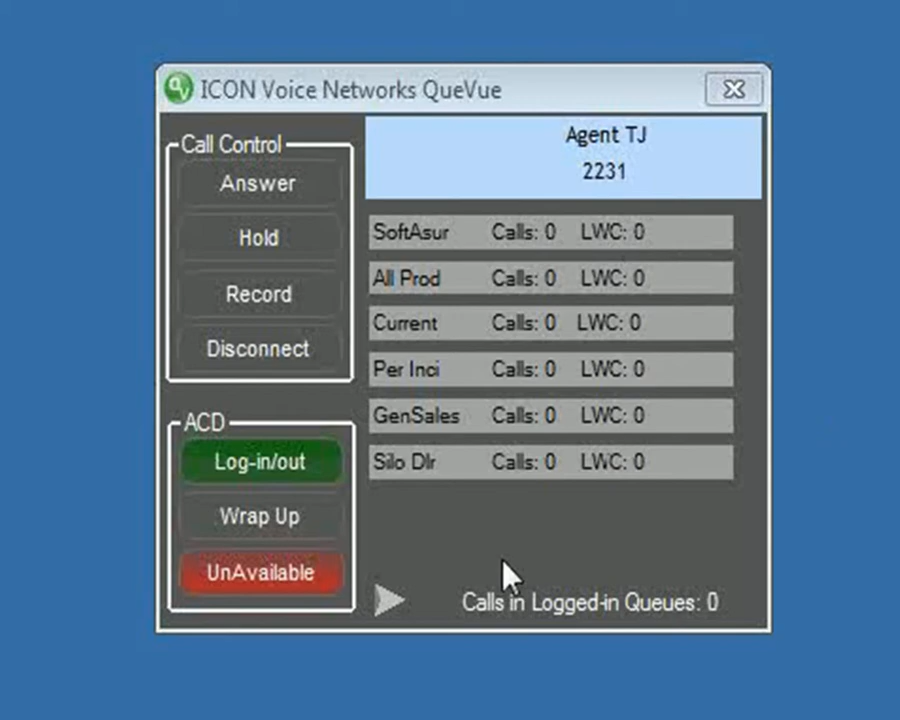 QV ICON Voice Networks QueVue
Call Control
Answer
Hold
Record
Disconnect
ACD
Log-in/out
Wrap Up
UnAvailable
Agent TJ
2231
SoftAsur Calls: 0 LWC: 0
All Prod Calls: 0 LWC: 0
Current Calls: 0 LWC: 0
Per Inci Calls: 0 LWC: 0
GenSales Calls: 0 LWC: 0
Silo Dlr Calls: 0 LWC: 0
Calls in Logged-in Queues: 0